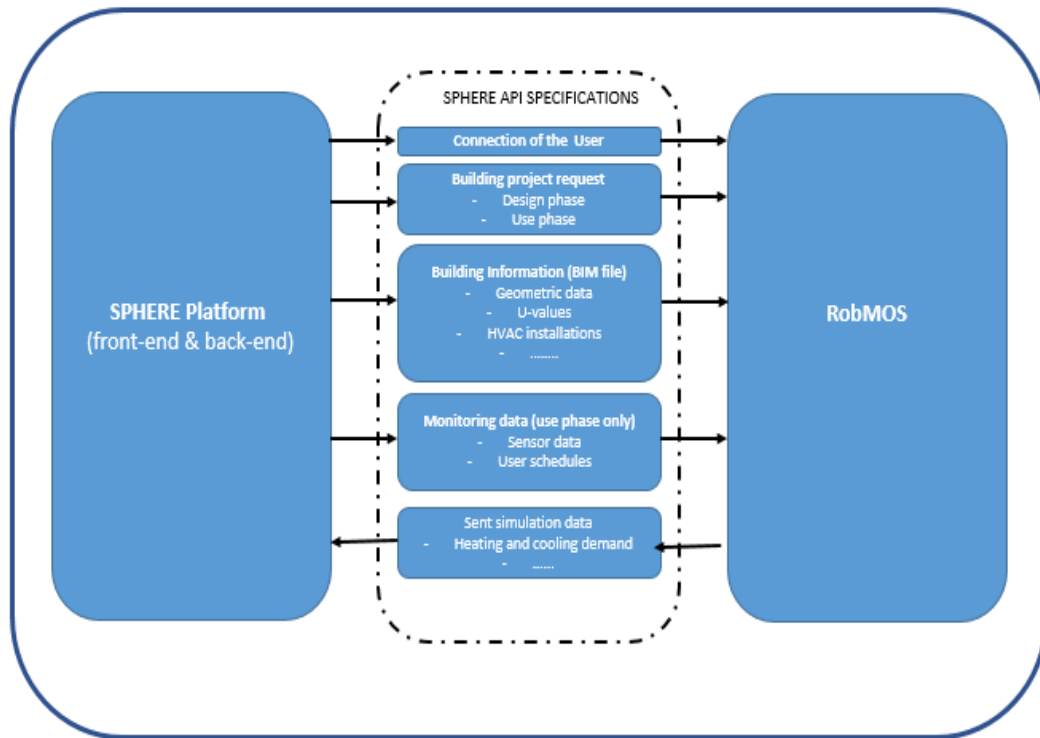 SPHERE API SPECIFICATIONS
Connection of the User
Building project request
- Design phase
- Use phase
Building Information (BIM file)
- Geometric data
- U-values
- HVAC installations
- ........
SPHERE Platform
(front-end & back-end)
RobMOS
Monitoring data (use phase only)
- Sensor data
- User schedules
Sent simulation data
- Heating and cooling demand
- .......